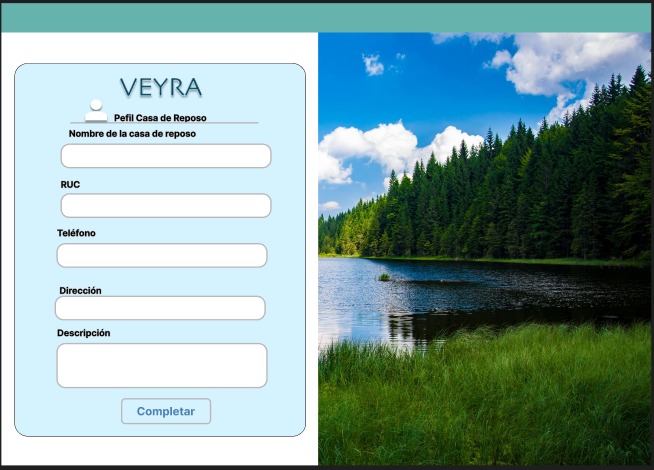 VEYRA
Pefil Casa de Reposo
Nombre de la casa de reposo
RUC
Teléfono
Dirección
Descripción
Completar